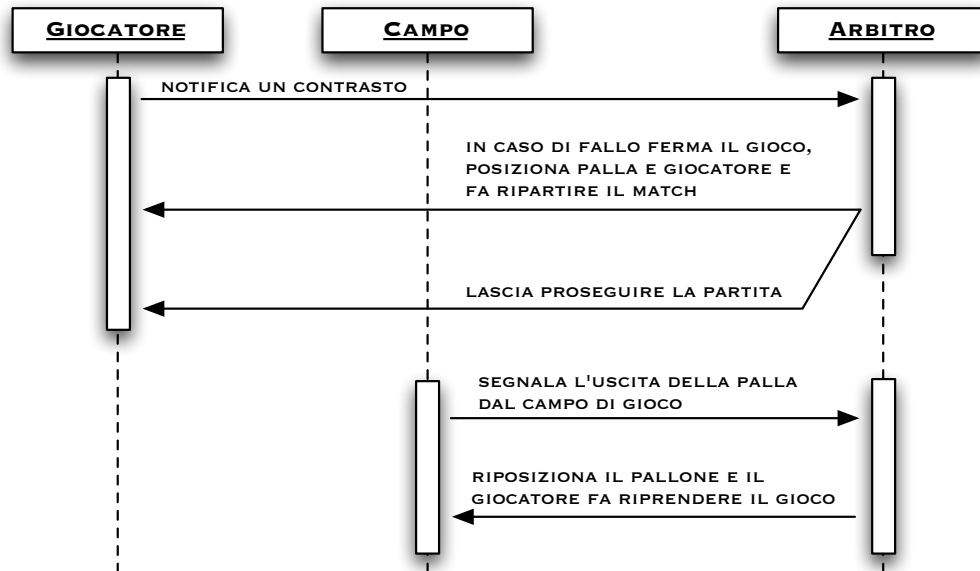 GIOCATORE
CAMPO
ARBITRO
NOTIFICA UN CONTRASTO
IN CASO DI FALLO FERMA IL GIOCO,
POSIZIONA PALLA E GIOCATORE E
FA RIPARTIRE IL MATCH
LASCIA PROSEGUIRE LA PARTITA
SEGNALA L'USCITA DELLA PALLA
DAL CAMPO DI GIOCO
RIPOSIZIONA IL PALLONE E IL
GIOCATORE FA RIPRENDERE IL GIOCO